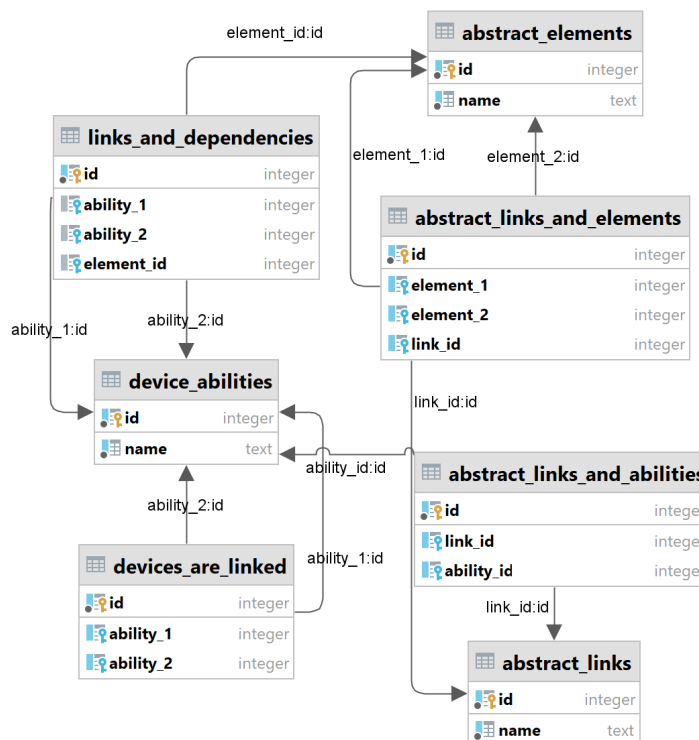 element_id:id
abstract_elements
id integer
name text
links_and_dependencies
id integer
ability_1 integer
ability_2 integer
element_id integer
element_1:id
element_2:id
abstract_links_and_elements
id integer
element_1 integer
element_2 integer
link_id integer
ability_1:id
ability_2:id
device_abilities
id integer
name text
link_id:id
ability_id:id
abstract_links_and_abilities
id intege
link_id intege
ability_id intege
ability_2:id
ability_1:id
devices_are_linked
id integer
ability_1 integer
ability_2 integer
link_id:id
abstract_links
id integer
name text